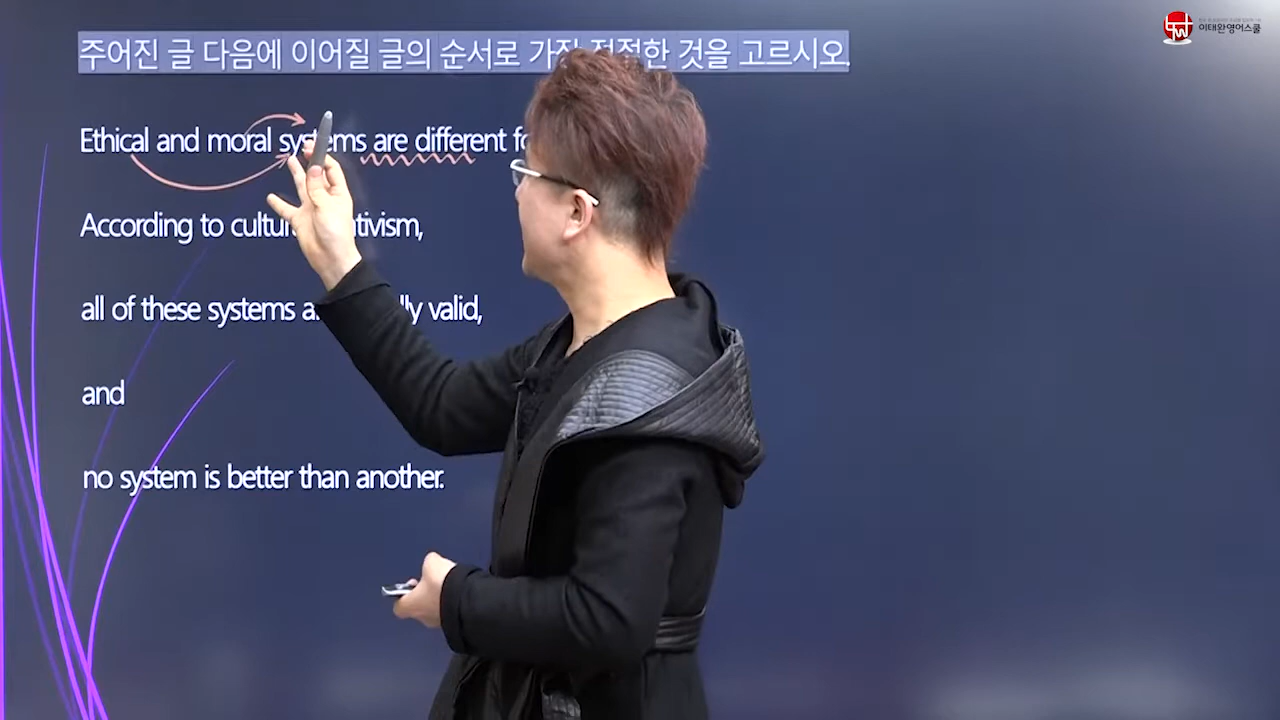 주어진 글 다음에 이어질 글의 순서로 가장 적절한 것을 고르시오.
이태완영어스쿨
Ethical and moral systems are different
According to
all of these systems valid,
and
no system is better than another.